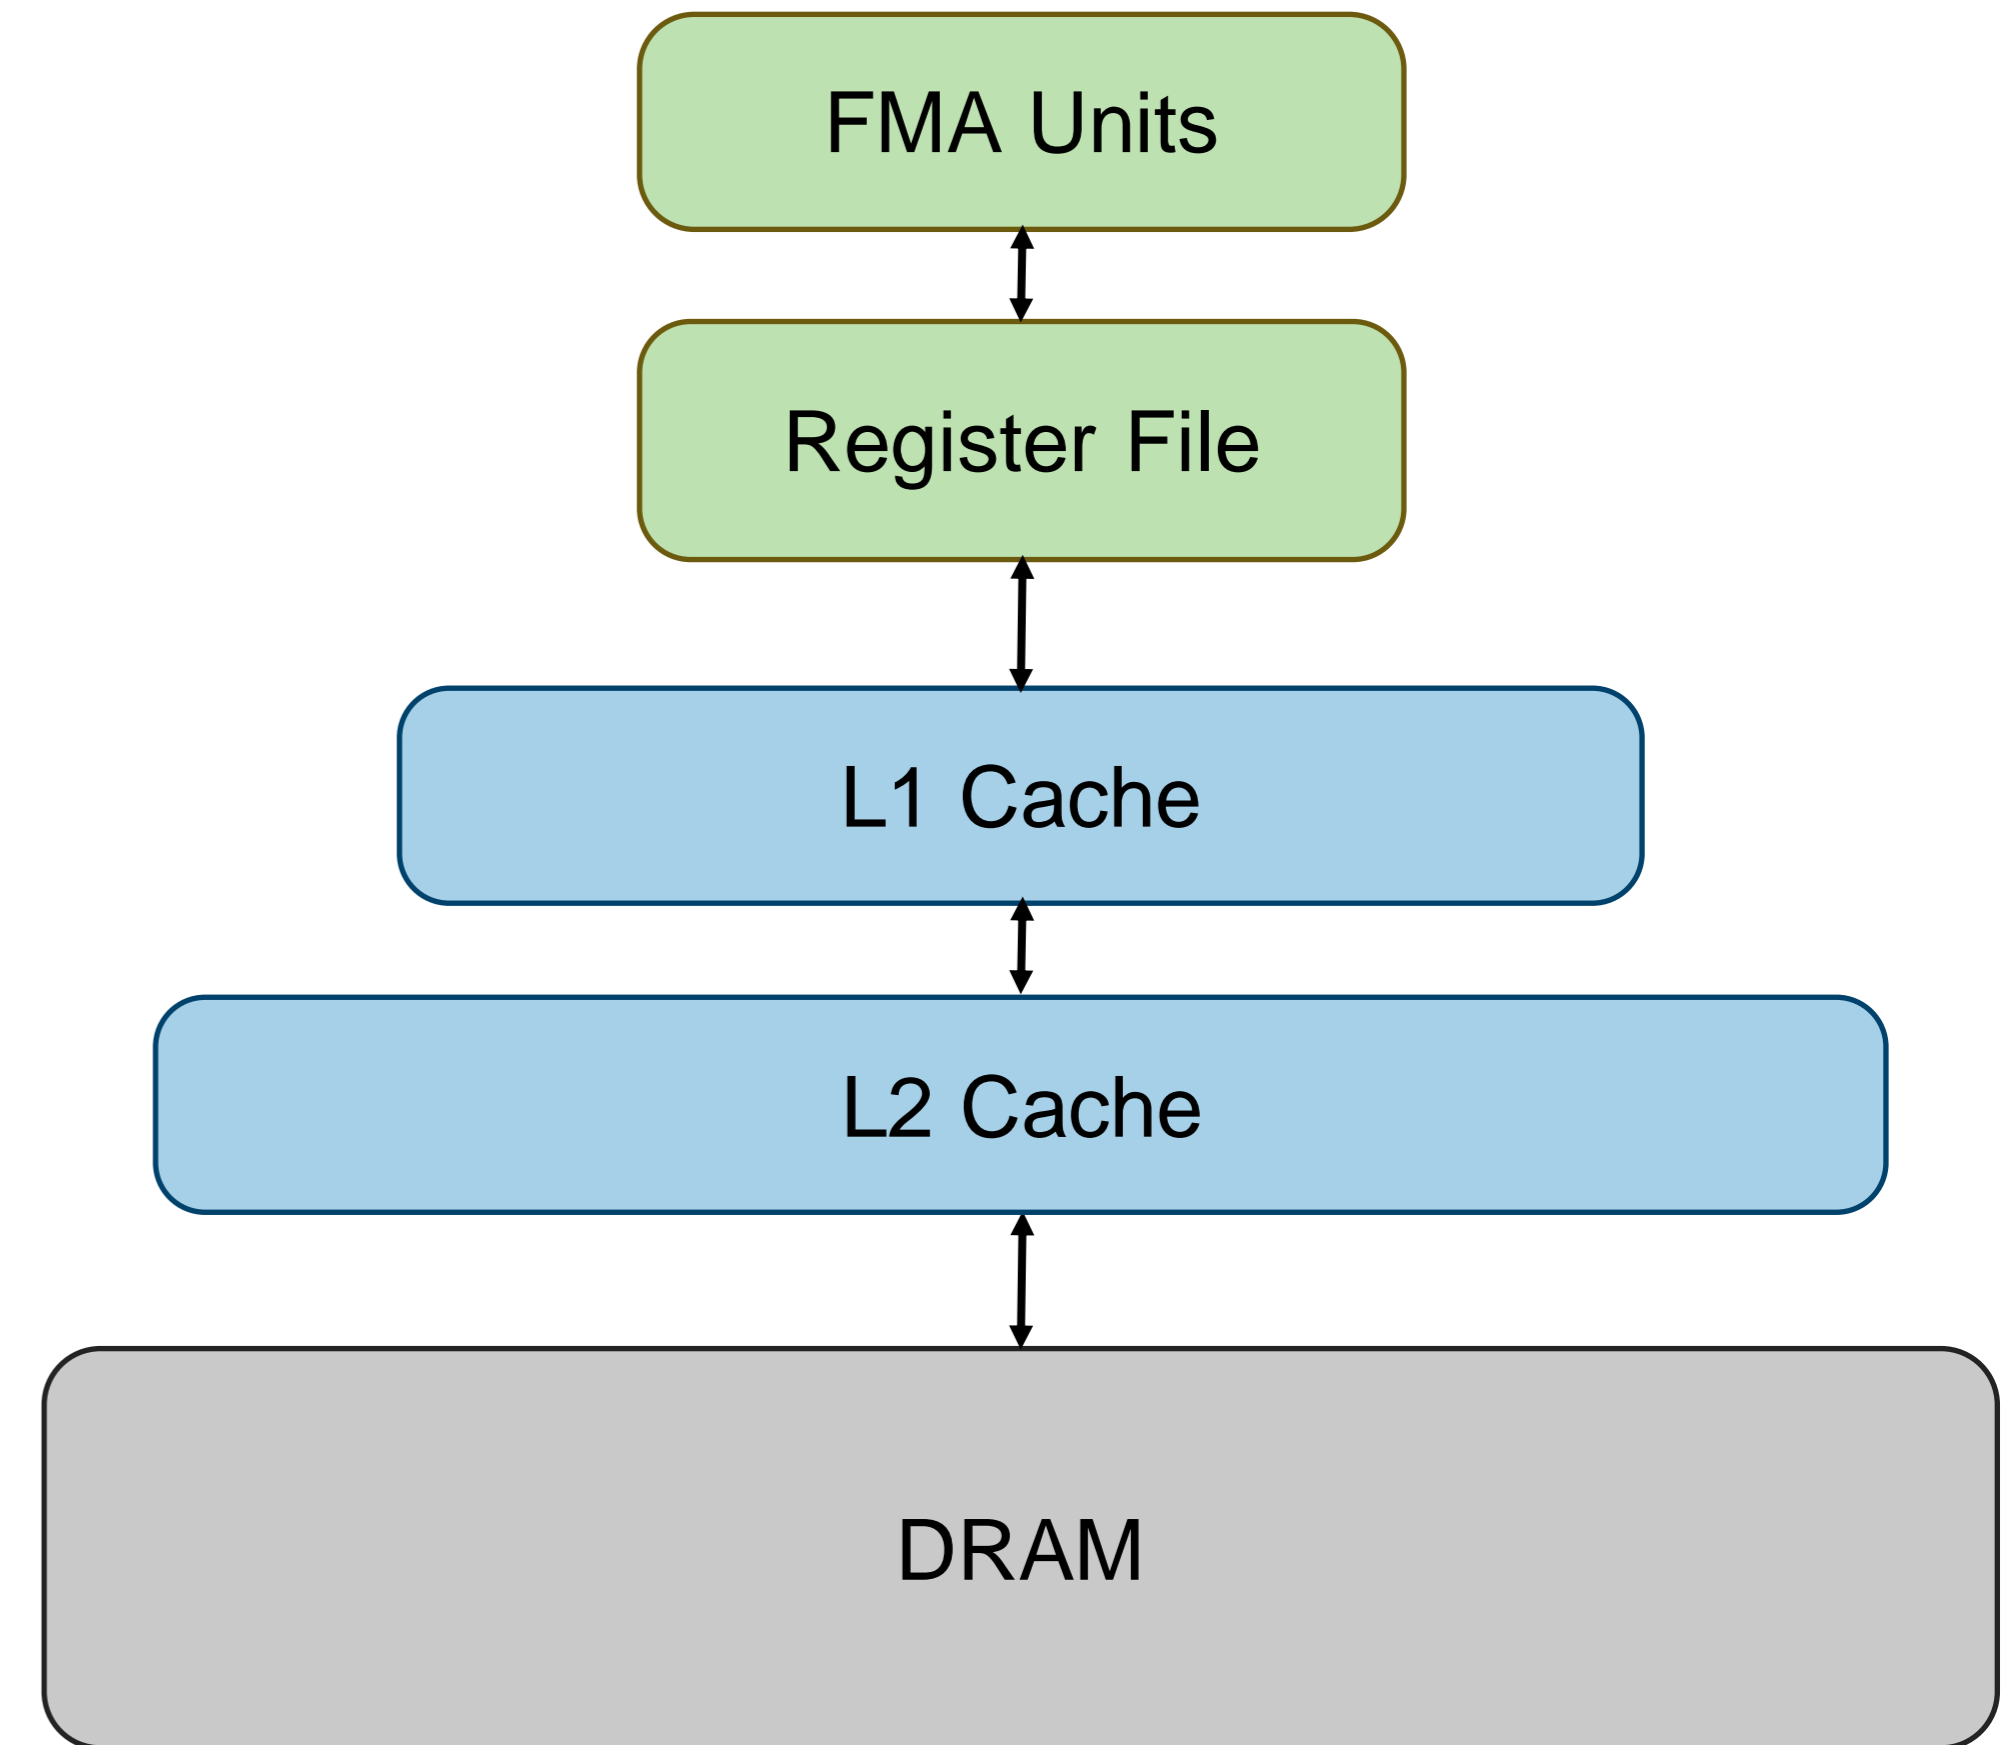 FMA Units
Register File
L1 Cache
L2 Cache
DRAM